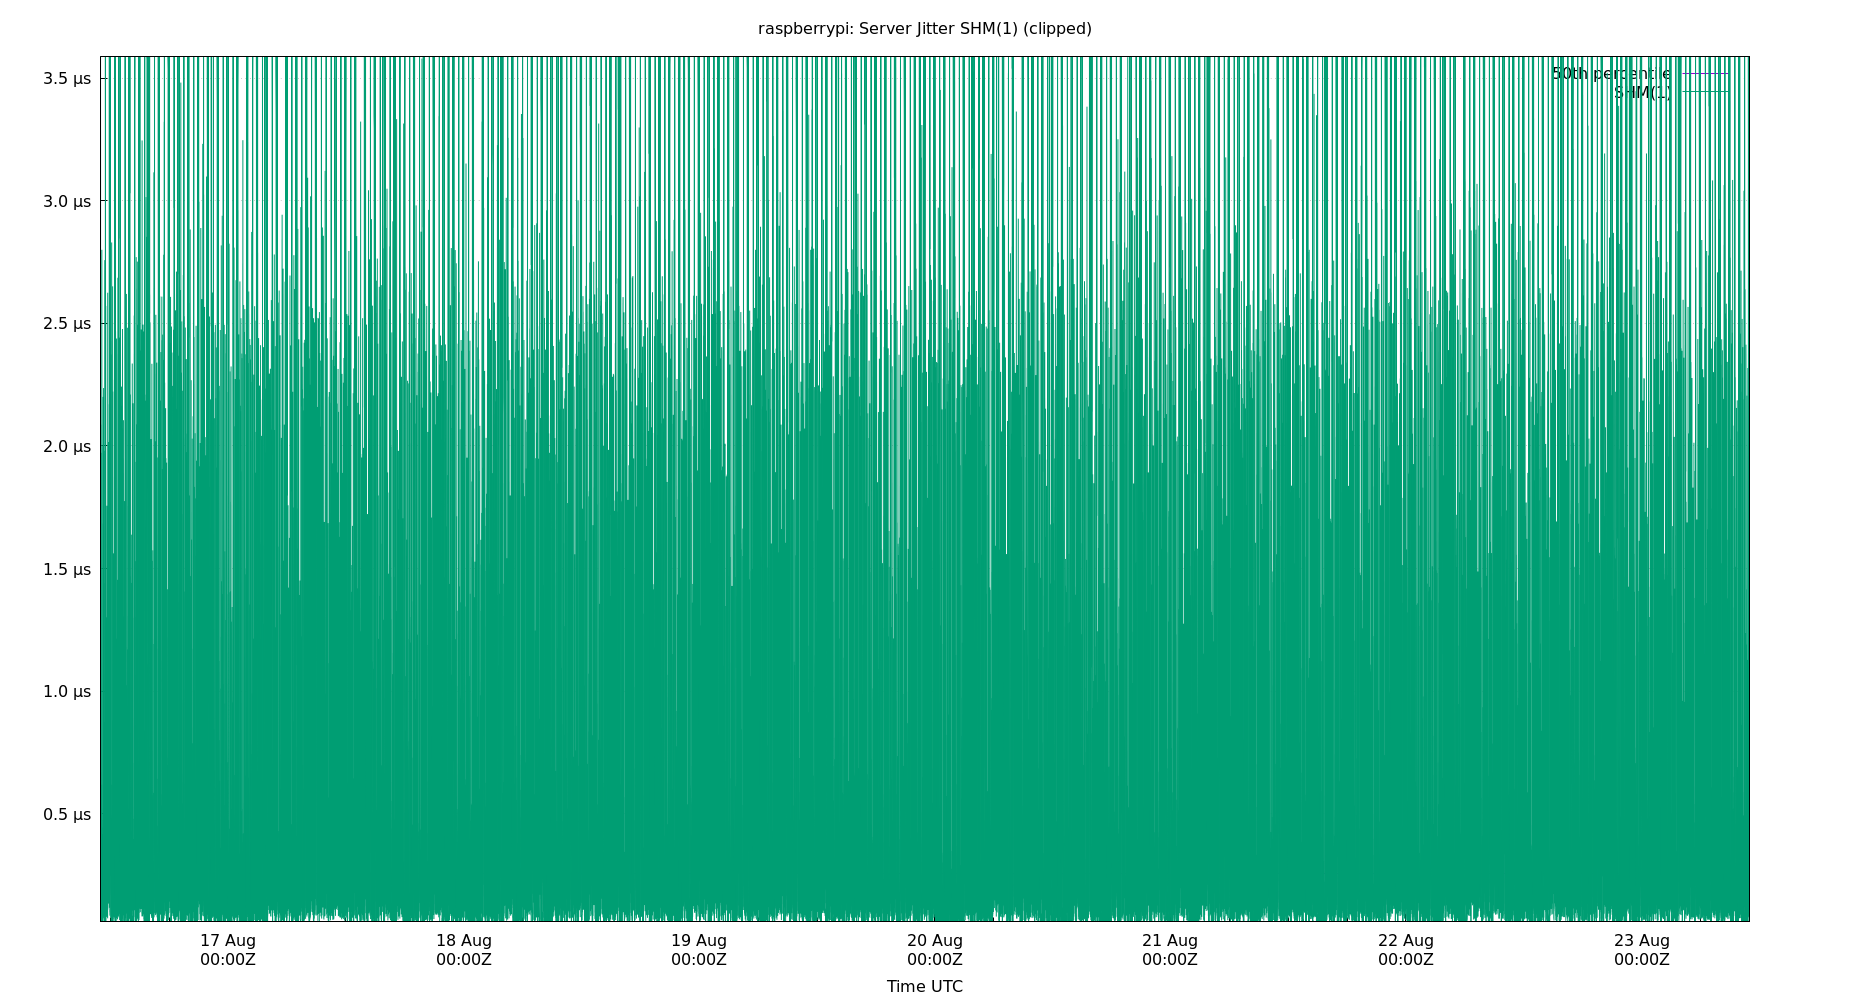 raspberrypi: Server Jitter SHM(1) (clipped)
50th percentile
SHM(1)
3.5 µs
3.0 µs
2.5 µs
2.0 µs
1.5 µs
1.0 µs
0.5 µs
17 Aug 18 Aug 19 Aug 20 Aug 21 Aug 22 Aug 23 Aug
00:00Z 00:00Z 00:00Z 00:00Z 00:00Z 00:00Z 00:00Z
Time UTC